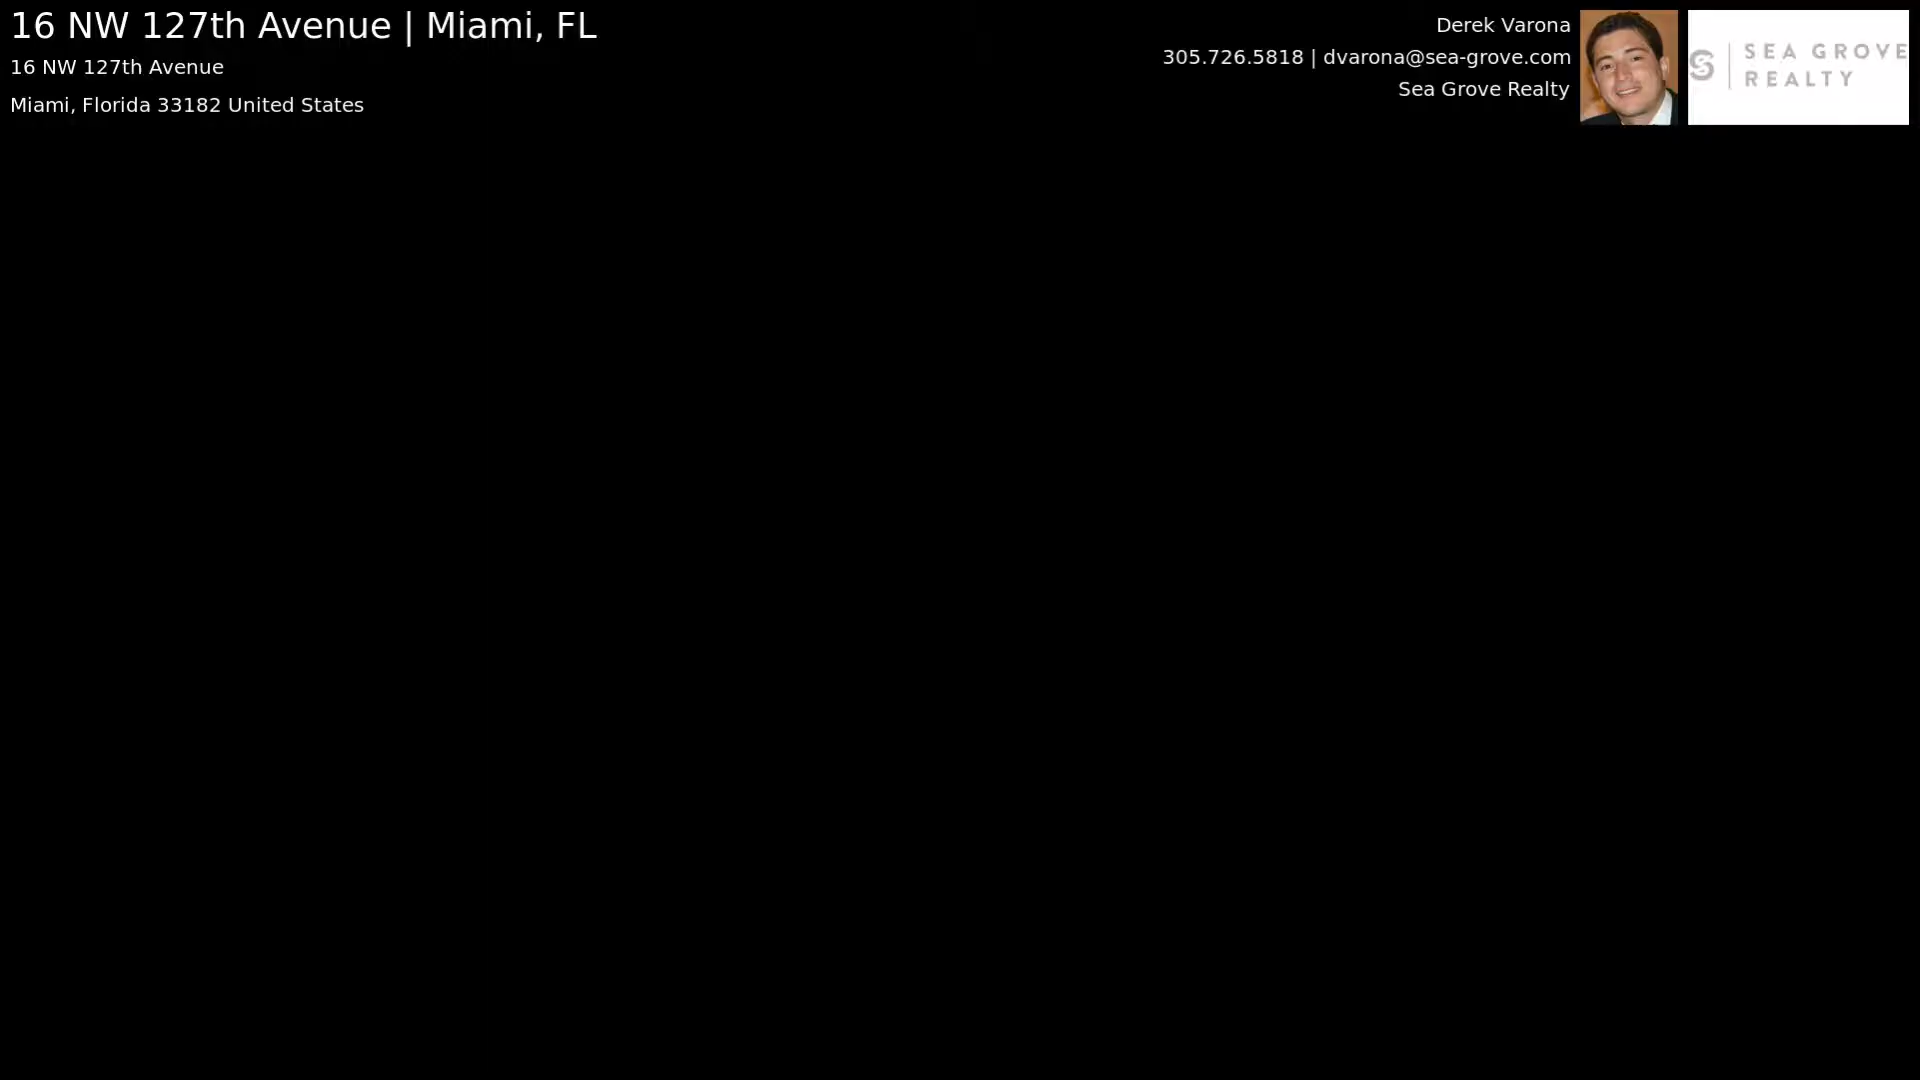 16 NW 127th Avenue | Miami, FL
16 NW 127th Avenue
Miami, Florida 33182 United States
Derek Varona
305.726.5818 | dvarona@sea-grove.com
Sea Grove Realty
SEA GROVE
REALTY